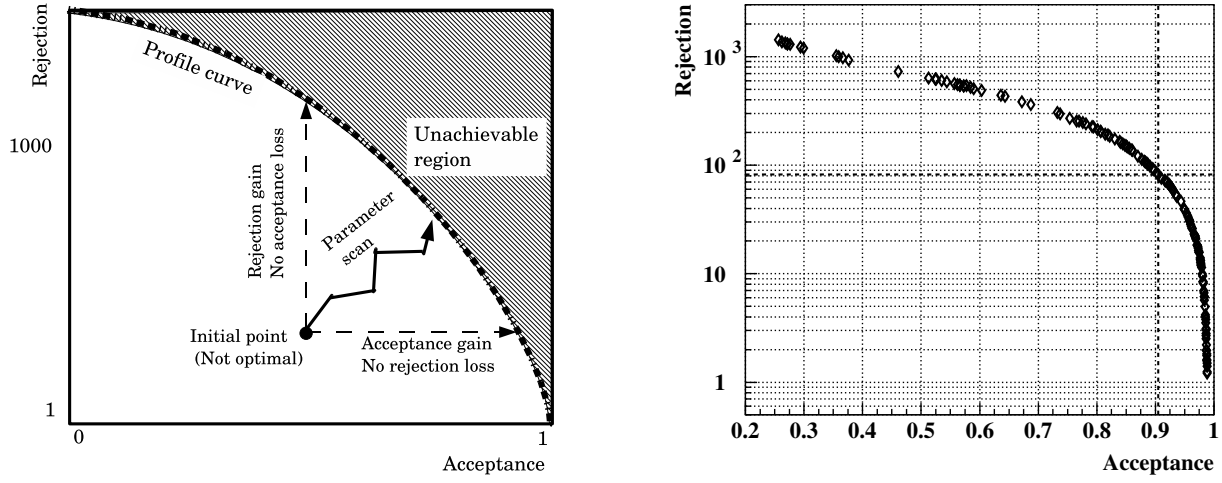 Rejection
1000
1
0
1
Acceptance
Profile curve
Unachievable
region
Rejection gain
No acceptance loss
Parameter
scan
Initial point
(Not optimal)
Acceptance gain
No rejection loss
Rejection
10 3
10 2
10
1
0.2 0.3 0.4 0.5 0.6 0.7 0.8 0.9 1
Acceptance